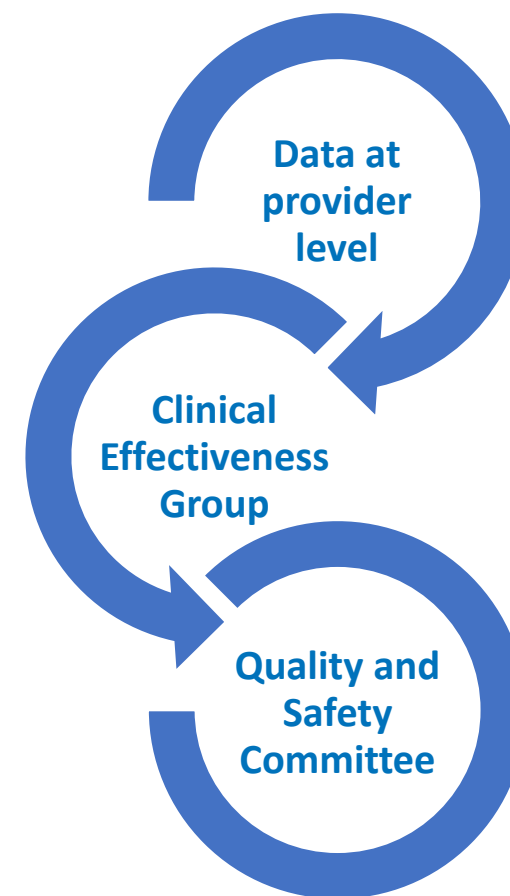 Data at
provider
level
Clinical
Effectiveness
Group
Quality and
Safety
Committee